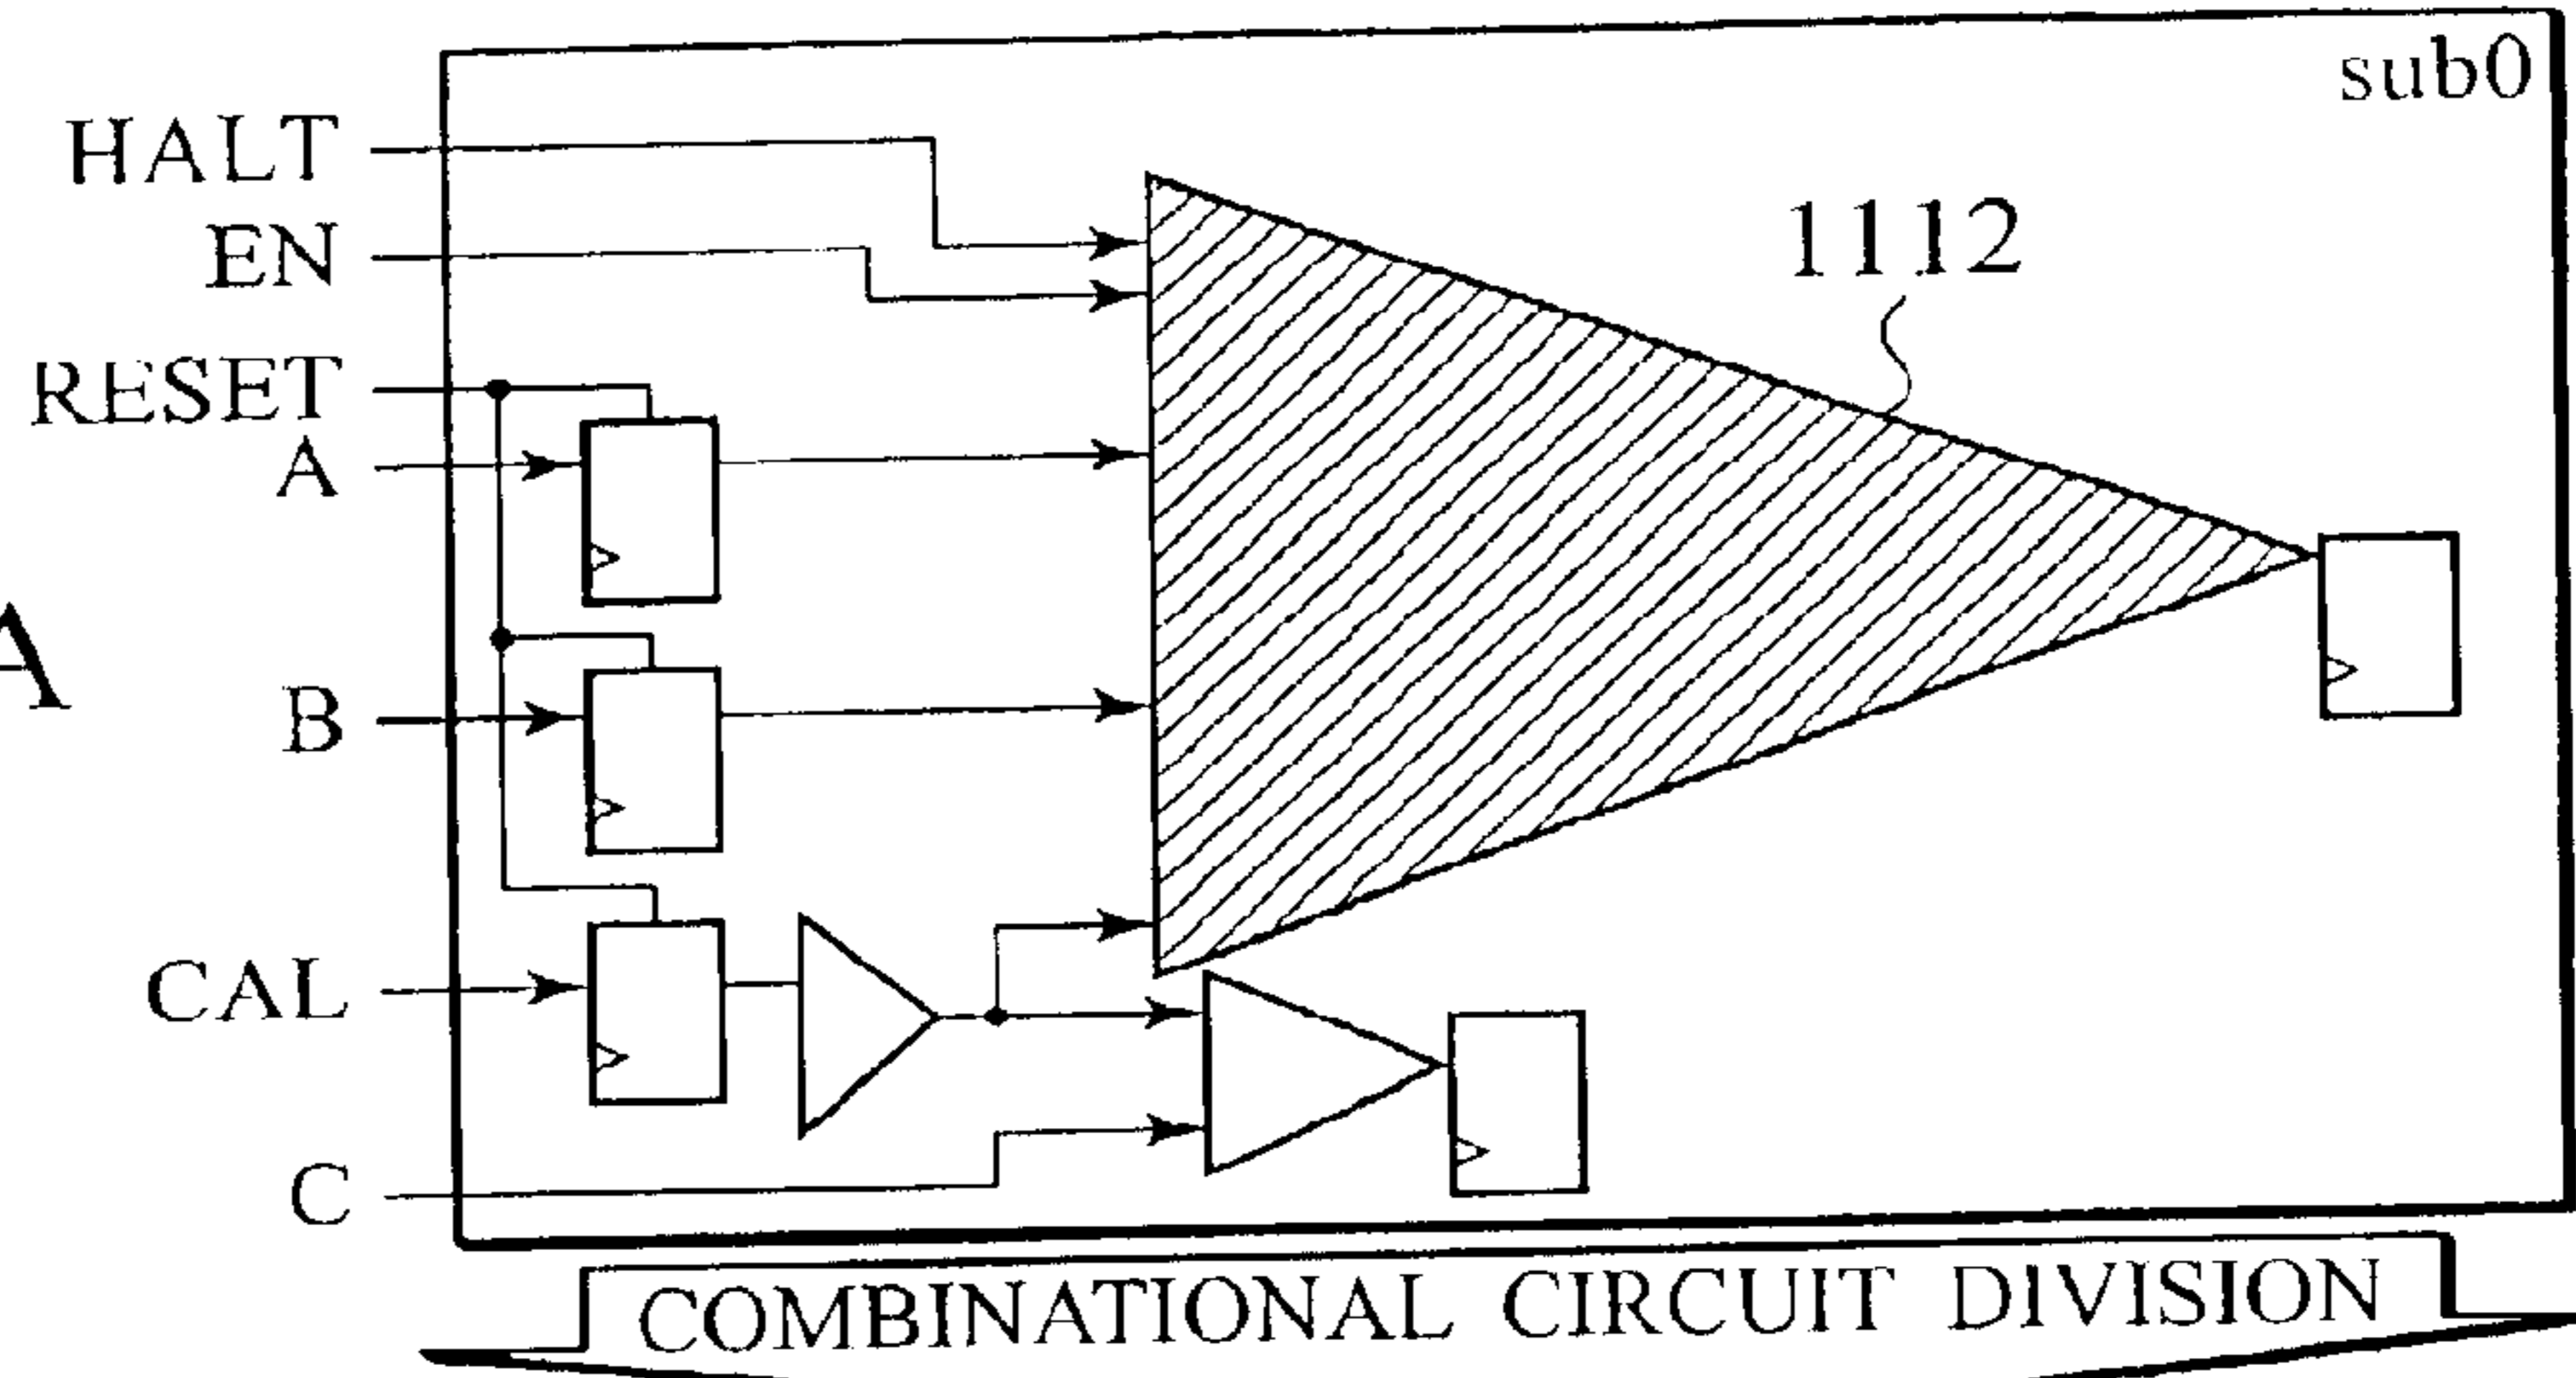 sub0
HALT
EN
1112
RESET
A
A
B
CAL
C
COMBINATIONAL CIRCUIT DIVISION